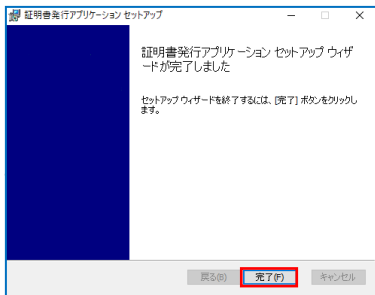 証明書発行アプリケーション セットアップ
証明書発行アプリケーション セットアップ ウィザ
ードが完了しました
セットアップ ウィザードを終了するには、[完了] ボタンをクリックし
ます。
戻る(B) 完了(F) キャンセル